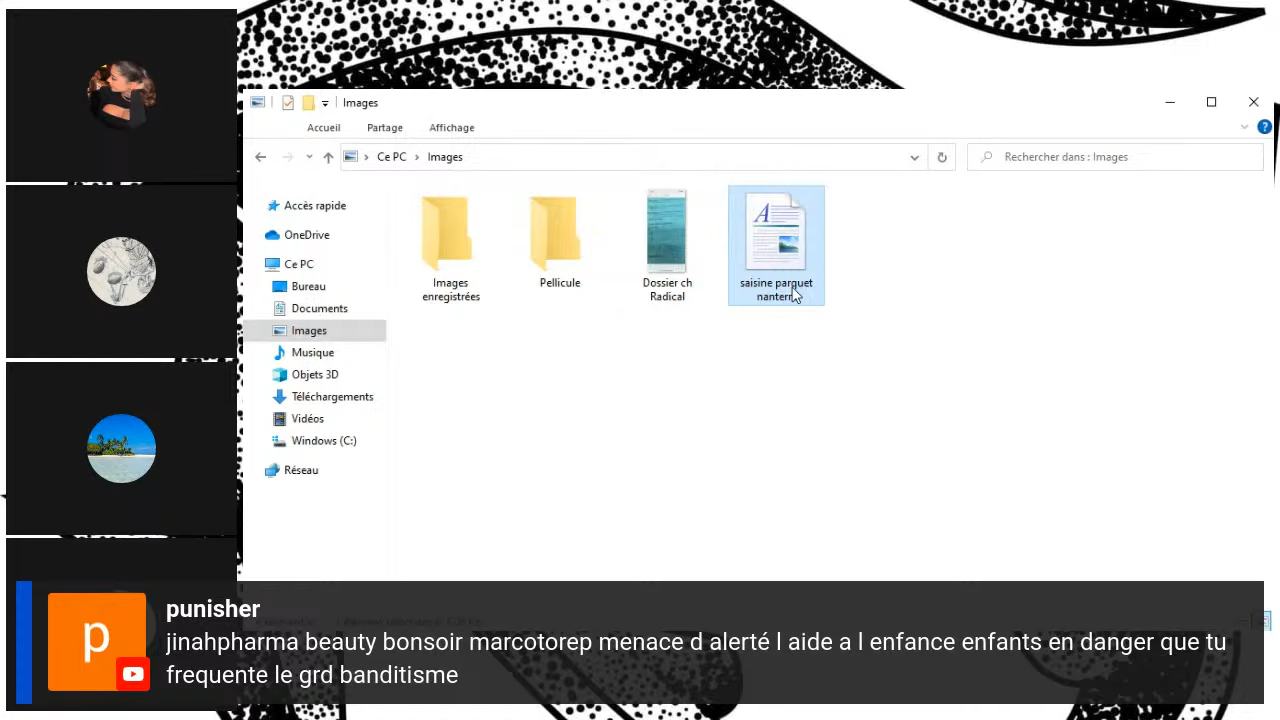 Images
Accueil
Partage
Affichage
Ce PC
Images
Rechercher dans : Images
Accès rapide
OneDrive
Ce PC
Bureau
Documents
Images
Musique
Objets 3D
Téléchargements
Vidéos
Windows (C:)
Réseau
Images
enregistrées
Pellicule
Dossier ch
Radical
saisine parquet
p
punisher
jinahpharma beauty bonsoir marcotorep menace d alerté l aide a l enfance enfants en danger que tu
frequente le grd banditisme